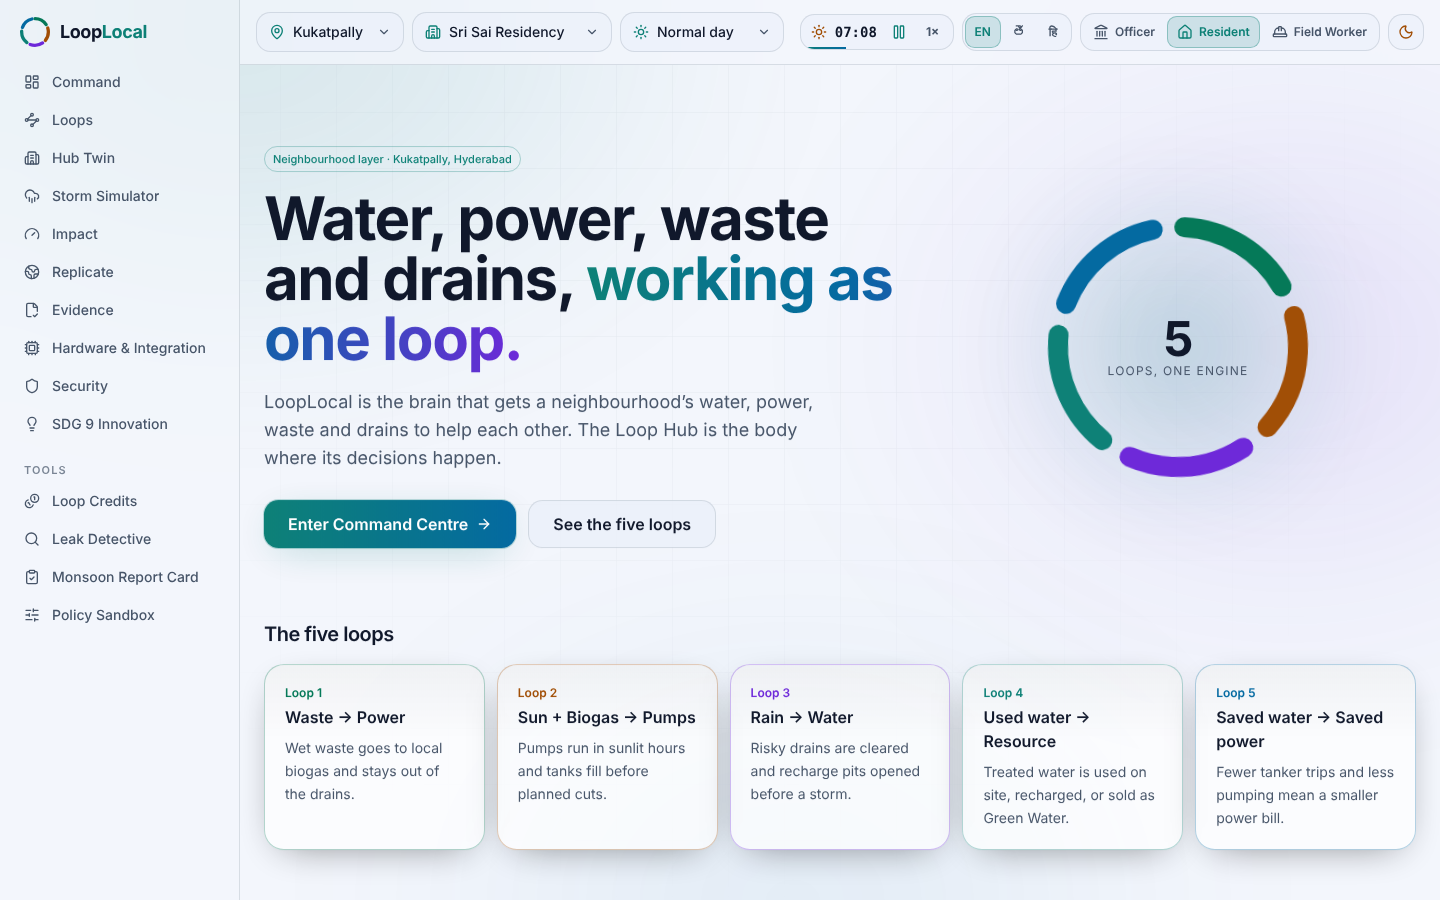 LoopLocal
Kukatpally
Sri Sai Residency
Normal day
07:08
1×
EN
తె
हि
Officer
Resident
Field Worker
Command
Loops
Hub Twin
Storm Simulator
Impact
Replicate
Evidence
Hardware & Integration
Security
SDG 9 Innovation
TOOLS
Loop Credits
Leak Detective
Monsoon Report Card
Policy Sandbox
Neighbourhood layer · Kukatpally, Hyderabad
Water, power, waste
and drains, working as
one loop.
LoopLocal is the brain that gets a neighbourhood’s water, power,
waste and drains to help each other. The Loop Hub is the body
where its decisions happen.
Enter Command Centre →
See the five loops
5
LOOPS, ONE ENGINE
The five loops
Loop 1
Waste → Power
Wet waste goes to local
biogas and stays out of
the drains.
Loop 2
Sun + Biogas → Pumps
Pumps run in sunlit hours
and tanks fill before
planned cuts.
Loop 3
Rain → Water
Risky drains are cleared
and recharge pits opened
before a storm.
Loop 4
Used water →
Resource
Treated water is used on
site, recharged, or sold as
Green Water.
Loop 5
Saved water → Saved
power
Fewer tanker trips and less
pumping mean a smaller
power bill.